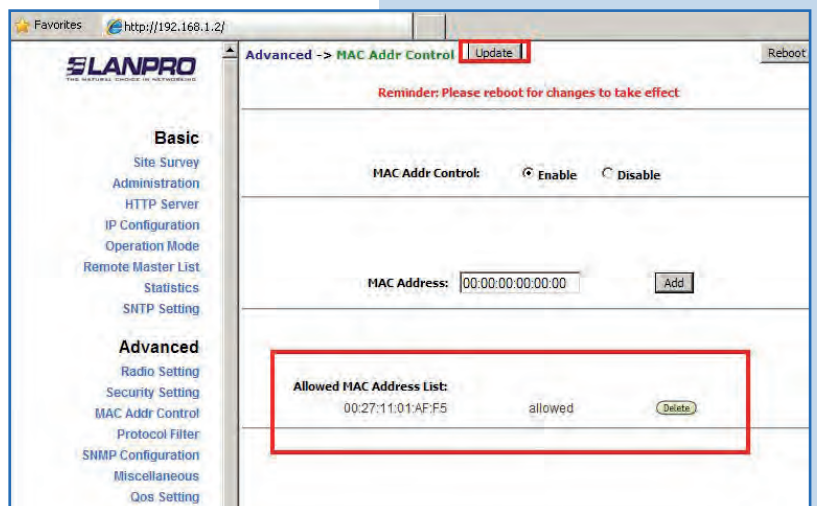 Favorites http://192.168.1.2/
LANPRO
THE NATURAL CHOICE IN NETWORKING
Advanced -> MAC Addr Control Update Reboot
Reminder: Please reboot for changes to take effect
Basic
Site Survey
Administration
HTTP Server
IP Configuration
Operation Mode
Remote Master List
Statistics
SNTP Setting
Advanced
Radio Setting
Security Setting
MAC Addr Control
Protocol Filter
SNMP Configuration
Miscellaneous
Qos Setting
MAC Addr Control: Enable Disable
MAC Address: 00:00:00:00:00:00 Add
Allowed MAC Address List:
00:27:11:01:AF:F5 allowed Delete